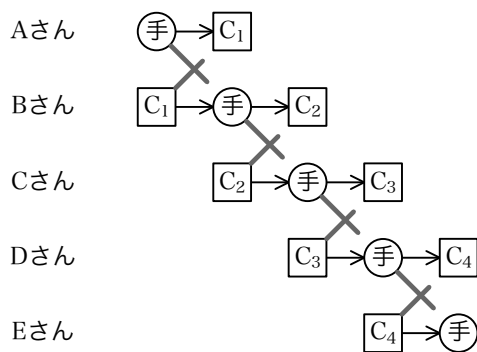 Aさん 手 C₁
Bさん C₁ 手 C₂
Cさん C₂ 手 C₃
Dさん C₃ 手 C₄
Eさん C₄ 手